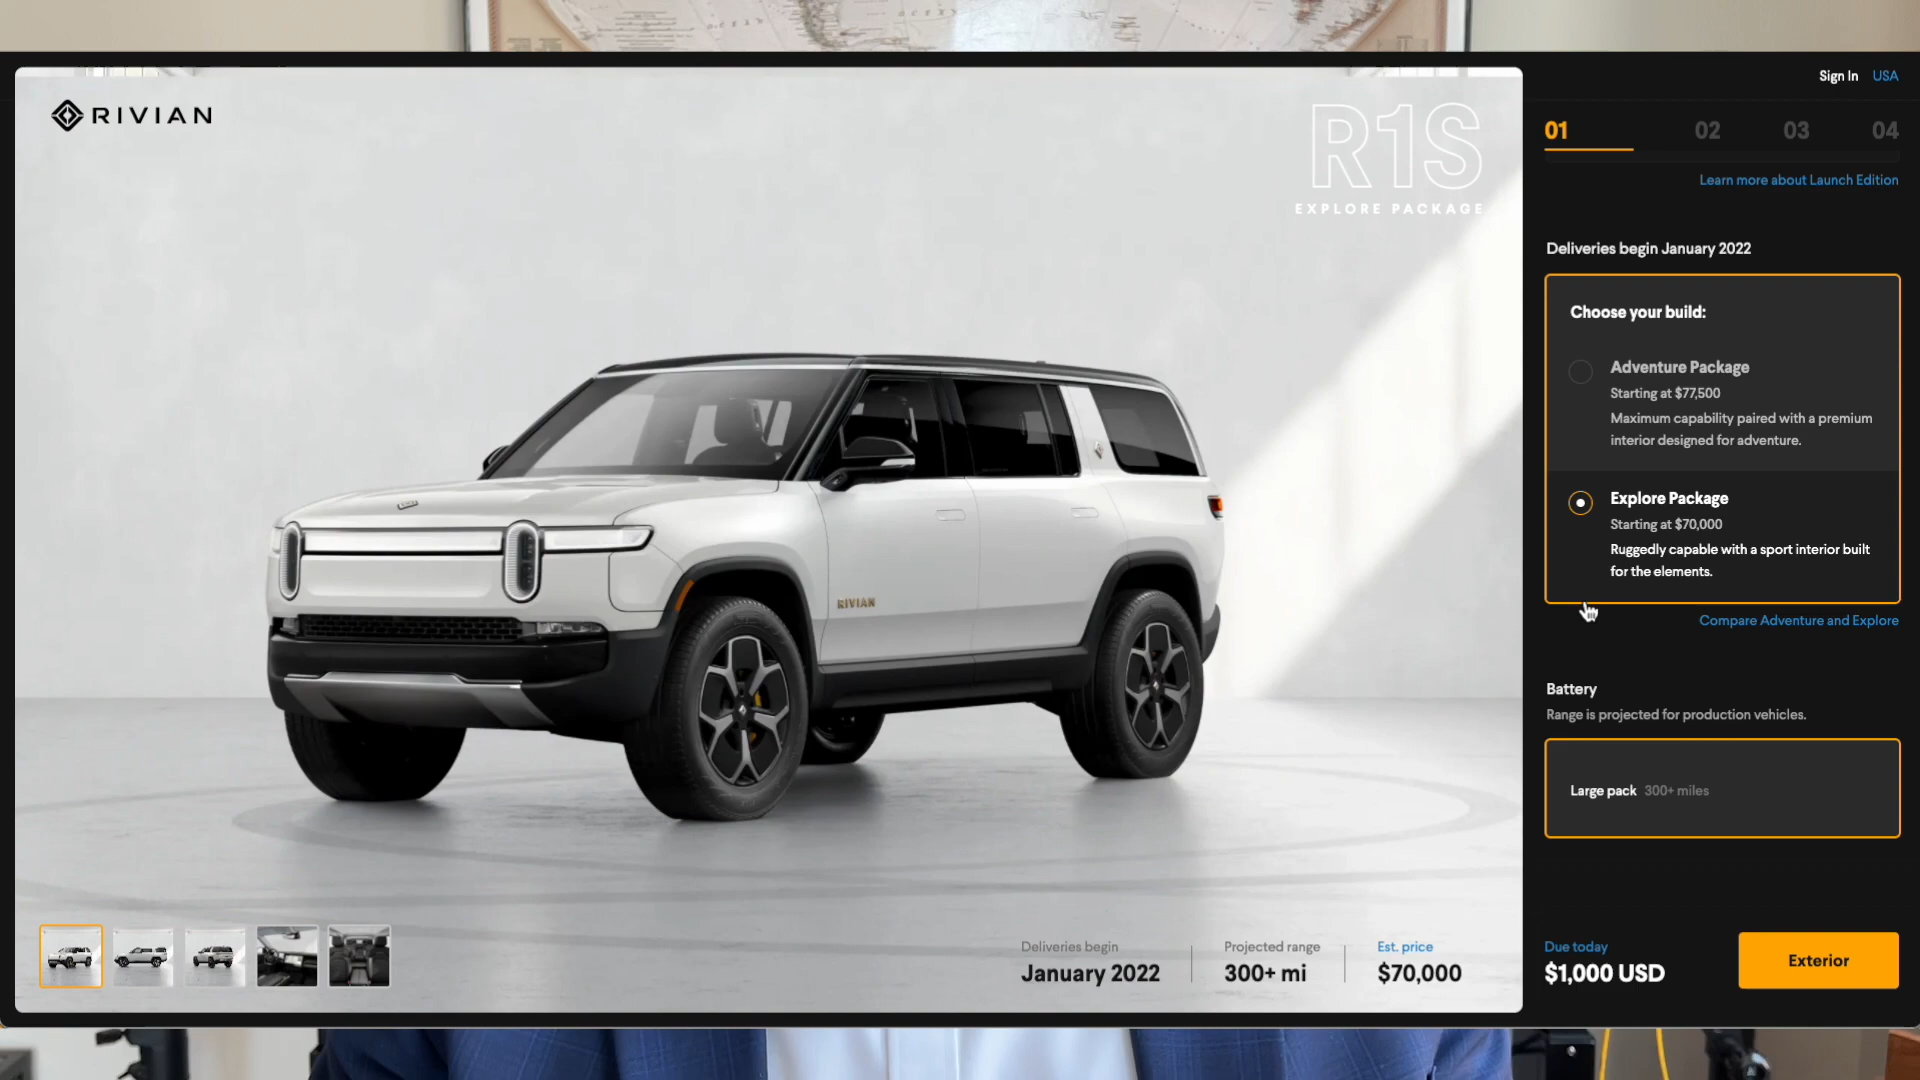 RIVIAN
R1S
EXPLORE PACKAGE
RIVIAN
Deliveries begin
January 2022
Projected range
300+ mi
Est. price
$70,000
Sign In USA
01 02 03 04
Learn more about Launch Edition
Deliveries begin January 2022
Choose your build:
Adventure Package
Starting at $77,500
Maximum capability paired with a premium
interior designed for adventure.
Explore Package
Starting at $70,000
Ruggedly capable with a sport interior built
for the elements.
Compare Adventure and Explore
Battery
Range is projected for production vehicles.
Large pack 300+ miles
Due today
$1,000 USD
Exterior